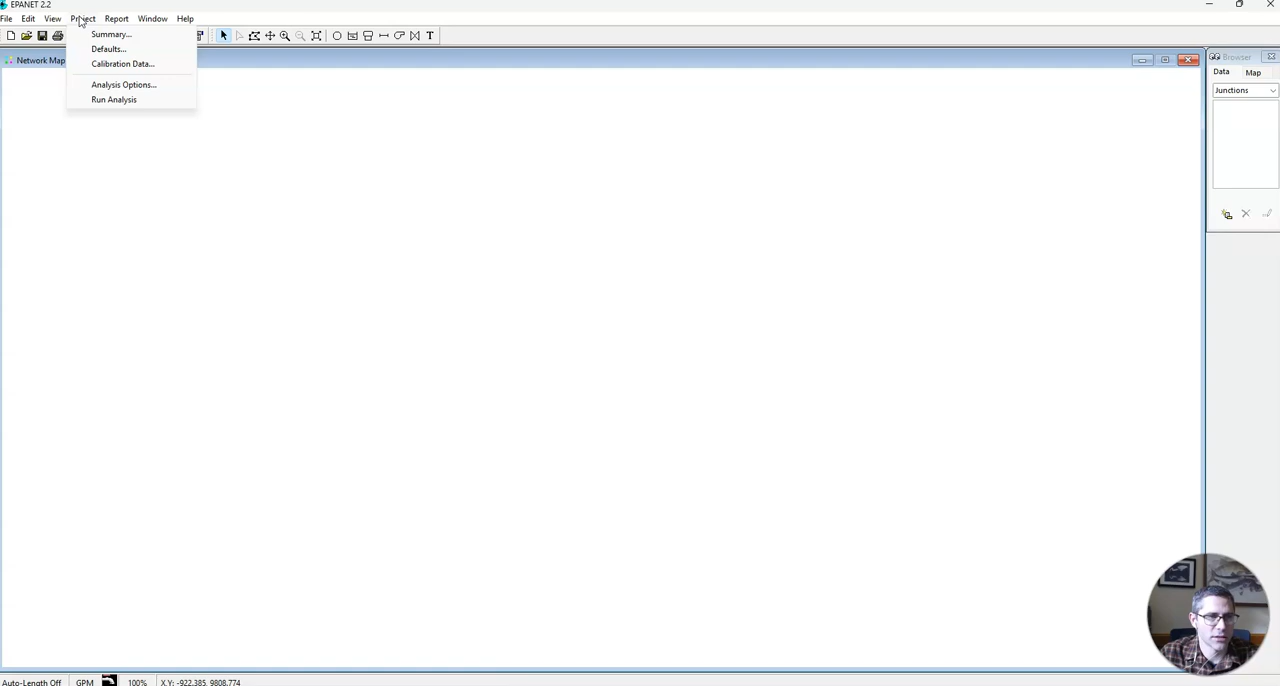 EPANET 2.2
File Edit View Project Report Window Help
T
Summary...
Defaults...
Calibration Data...
Analysis Options...
Run Analysis
Network Map
Browser
Data Map
Junctions
Auto-Length Off GPM 100% X,Y: -922.385, 9808.774